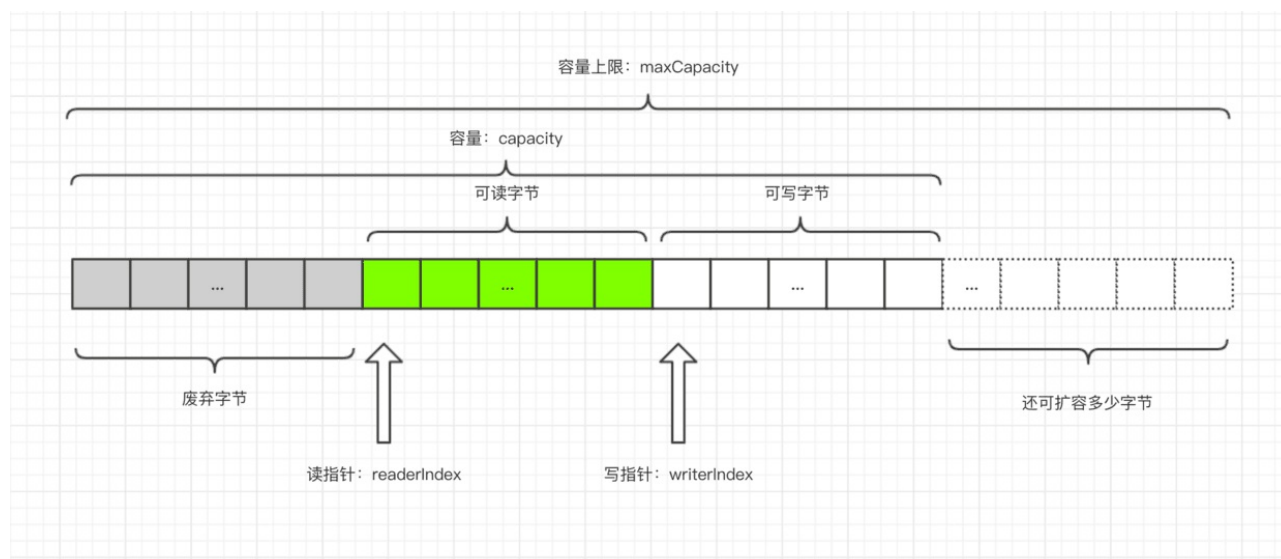 容量上限：maxCapacity
容量：capacity
可读字节 可写字节
... ... ... ...
废弃字节 还可扩容多少字节
读指针：readerIndex 写指针：writerIndex